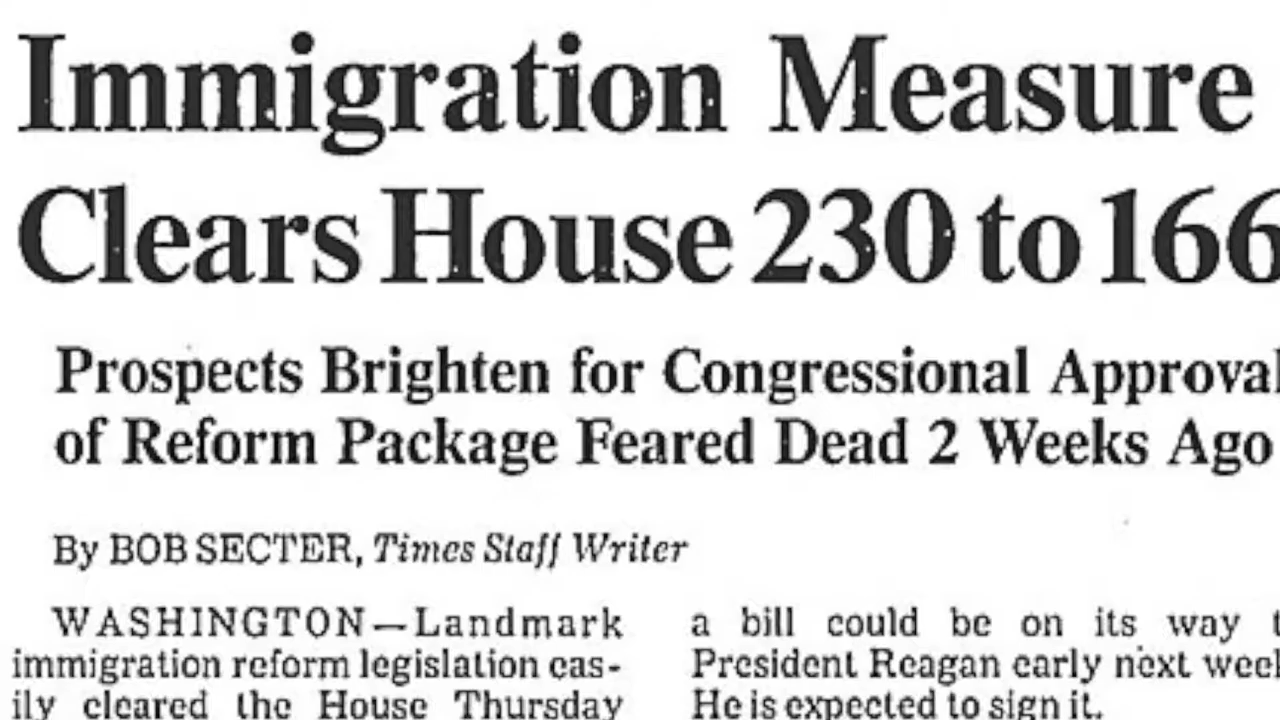 Immigration Measure
Clears House 230 to 166
Prospects Brighten for Congressional Approval
of Reform Package Feared Dead 2 Weeks Ago
By BOB SECTER, Times Staff Writer
WASHINGTON—Landmark
immigration reform legislation eas-
ily cleared the House Thursday
a bill could be on its way
President Reagan early next week
He is expected to sign it.